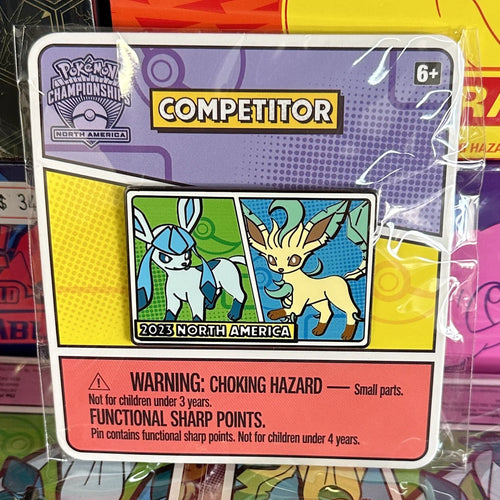 Pokémon
CHAMPIONSHIPS
NORTH AMERICA
6+
COMPETITOR
$ 34
2023 NORTH AMERICA
WARNING: CHOKING HAZARD — Small parts.
Not for children under 3 years.
FUNCTIONAL SHARP POINTS.
Pin contains functional sharp points. Not for children under 4 years.